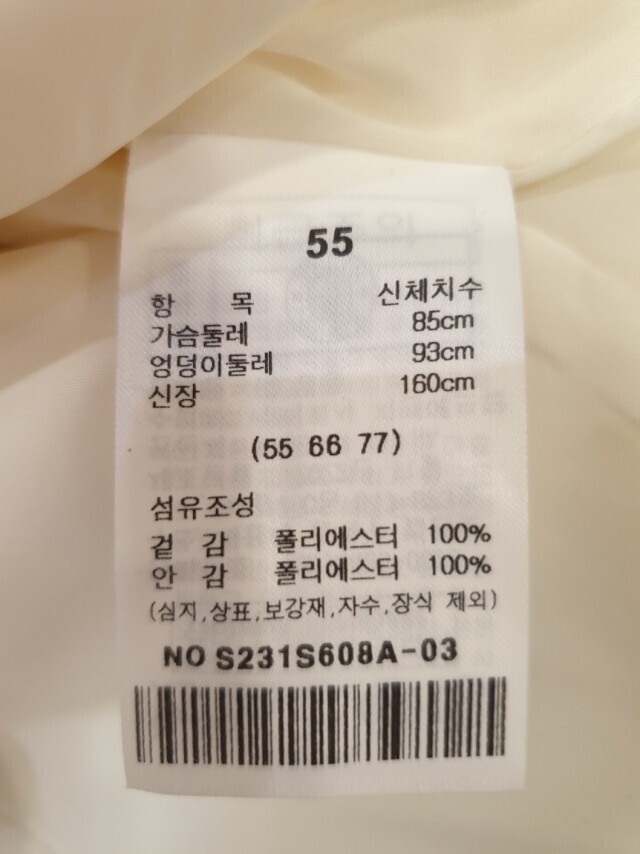 55
항 목 신체치수
가슴둘레 85cm
엉덩이둘레 93cm
신장 160cm
(55 66 77)
섬유조성
겉 감 폴리에스터 100%
안 감 폴리에스터 100%
(심지,상표,보강재,자수,장식 제외)
NO S231S608A-03